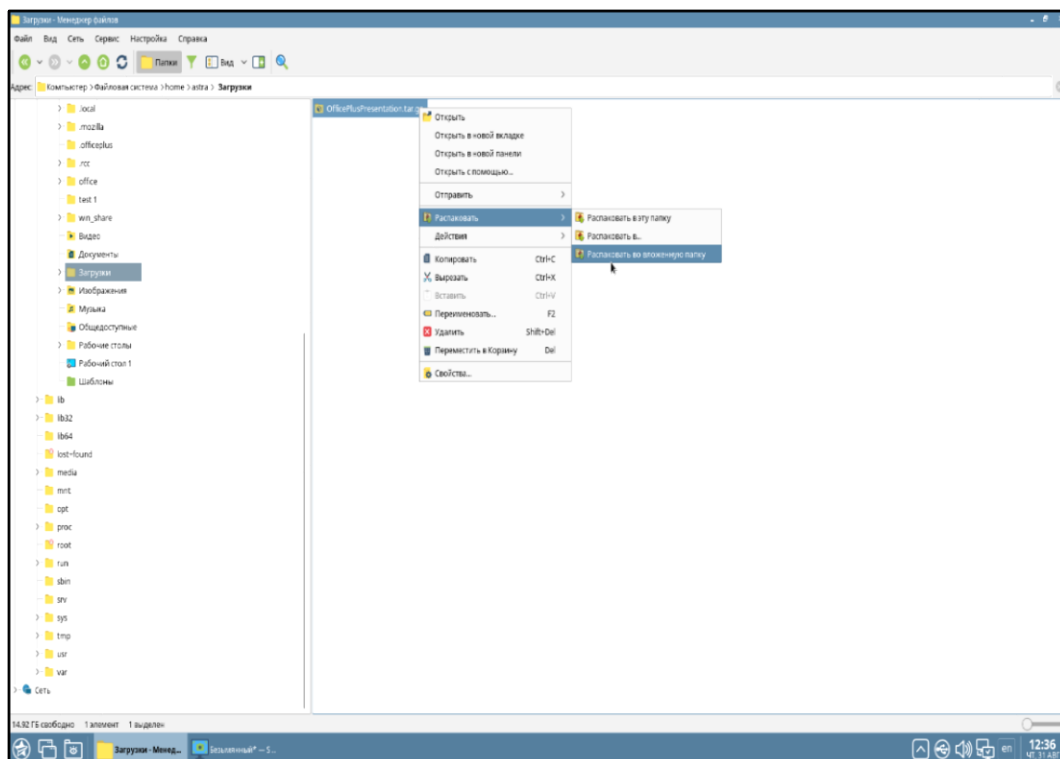 Загрузки - Менеджер файлов
Файл Вид Сеть Сервис Настройка Справка
Папки Вид
Адрес: Компьютер > Файловая система > home > astra > Загрузки
.local
.mozilla
.officeplus
.rcc
office
test 1
win_share
Видео
Документы
Загрузки
Изображения
Музыка
Общедоступные
Рабочие столы
Рабочий стол 1
Шаблоны
lib
lib32
lib64
lost+found
media
mnt
opt
proc
root
run
sbin
srv
sys
tmp
usr
var
Сеть
OfficePlusPresentation.tar.g
Открыть
Открыть в новой вкладке
Открыть в новой панели
Открыть с помощью...
Отправить
Распаковать
Действия
Копировать Ctrl+C
Вырезать Ctrl+X
Вставить Ctrl+V
Переименовать... F2
Удалить Shift+Del
Переместить в Корзину Del
Свойства...
Распаковать в эту папку
Распаковать в...
Распаковать во вложенную папку
14.92 ГБ свободно 1 элемент 1 выделен
Загрузки - Менед... Безымянный* — S... en 12:36
ЧТ, 31 АВГ